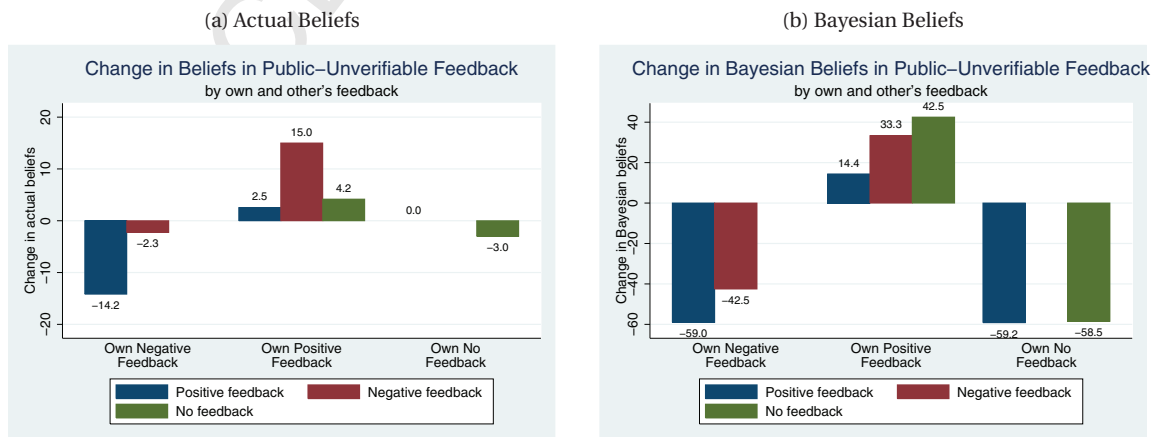 (a) Actual Beliefs
Change in Beliefs in Public−Unverifiable Feedback
by own and other's feedback
Change in actual beliefs
20
10
0
−10
−20
−14.2
−2.3
2.5
15.0
4.2
0.0
−3.0
Own Negative Feedback
Own Positive Feedback
Own No Feedback
Positive feedback
Negative feedback
No feedback
(b) Bayesian Beliefs
Change in Bayesian Beliefs in Public−Unverifiable Feedback
by own and other's feedback
Change in Bayesian beliefs
40
20
0
−20
−40
−60
−59.0
−42.5
14.4
33.3
42.5
−59.2
−58.5
Own Negative Feedback
Own Positive Feedback
Own No Feedback
Positive feedback
Negative feedback
No feedback